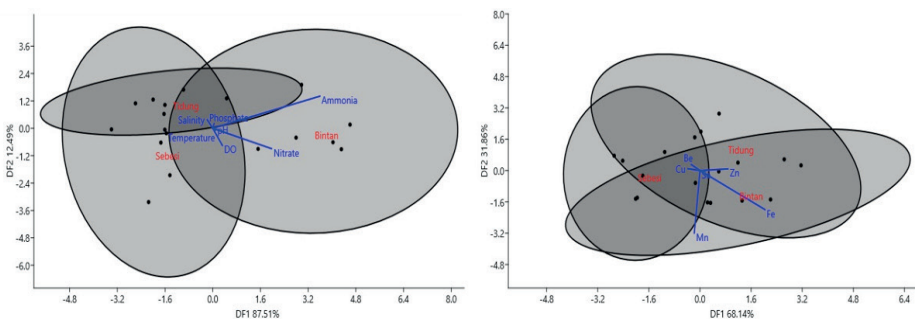 3.6
2.4
1.2
0.0
-1.2
-2.4
-3.6
-4.8
-6.0
DF2 12.49%
Tidung
Salinity
Phosphate
pH
Ammonia
Temperature
DO
Nitrate
Bintan
Sebesi
-4.8 -3.2 -1.6 0.0 1.6 3.2 4.8 6.4 8.0
DF1 87.51%
8.0
6.4
4.8
3.2
1.6
0.0
-1.6
-3.2
-4.8
DF2 31.86%
Tidung
Be
Cu
Zn
Bintan
Fe
Mn
-4.8 -3.2 -1.6 0.0 1.6 3.2 4.8 6.4
DF1 68.14%